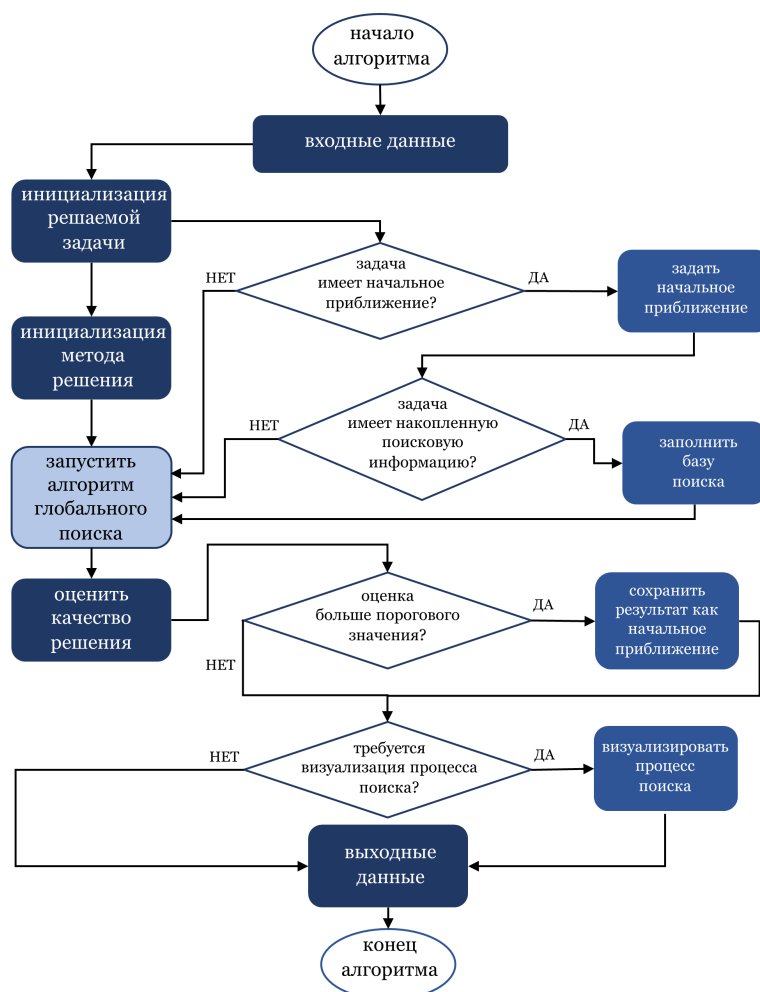 начало
алгоритма
входные данные
инициализация
решаемой
задачи
задача
имеет начальное
приближение?
НЕТ
ДА
задать
начальное
приближение
инициализация
метода
решения
задача
имеет накопленную
поисковую
информацию?
НЕТ
ДА
заполнить
базу
поиска
запустить
алгоритм
глобального
поиска
оценить
качество
решения
оценка
больше порогового
значения?
ДА
НЕТ
сохранить
результат как
начальное
приближение
требуется
визуализация процесса
поиска?
НЕТ
ДА
визуализировать
процесс
поиска
выходные
данные
конец
алгоритма